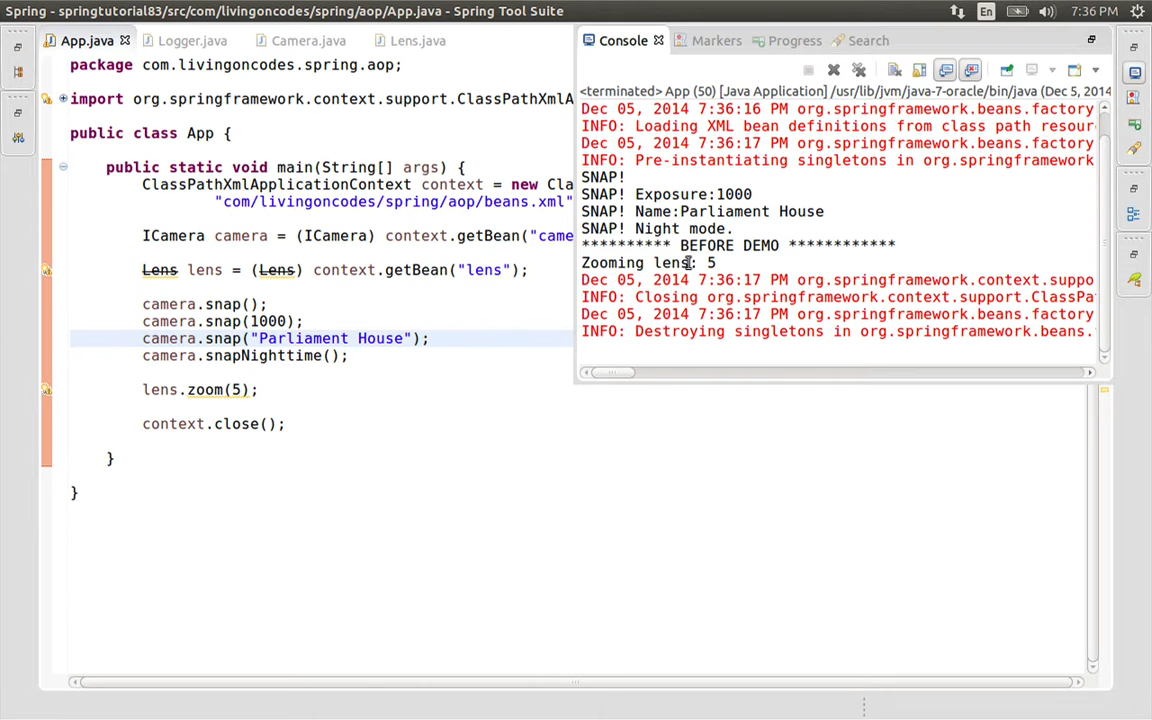 Spring - springtutorial83/src/com/livingoncodes/spring/aop/App.java - Spring Tool Suite
En
7:36 PM
App.java
Logger.java
Camera.java
Lens.java
package com.livingoncodes.spring.aop;
import org.springframework.context.support.ClassPathXmlA
public class App {
public static void main(String[] args) {
ClassPathXmlApplicationContext context = new Cla
"com/livingoncodes/spring/aop/beans.xml"
ICamera camera = (ICamera) context.getBean("came
Lens lens = (Lens) context.getBean("lens");
camera.snap();
camera.snap(1000);
camera.snap("Parliament House");
camera.snapNighttime();
lens.zoom(5);
context.close();
}
}
Console
Markers
Progress
Search
<terminated> App (50) [Java Application] /usr/lib/jvm/java-7-oracle/bin/java (Dec 5, 2014
Dec 05, 2014 7:36:16 PM org.springframework.beans.factory
INFO: Loading XML bean definitions from class path resour
Dec 05, 2014 7:36:17 PM org.springframework.beans.factory
INFO: Pre-instantiating singletons in org.springframework
SNAP!
SNAP! Exposure:1000
SNAP! Name:Parliament House
SNAP! Night mode.
********** BEFORE DEMO ************
Zooming lens: 5
Dec 05, 2014 7:36:17 PM org.springframework.context.suppo
INFO: Closing org.springframework.context.support.ClassPa
Dec 05, 2014 7:36:17 PM org.springframework.beans.factory
INFO: Destroying singletons in org.springframework.beans.